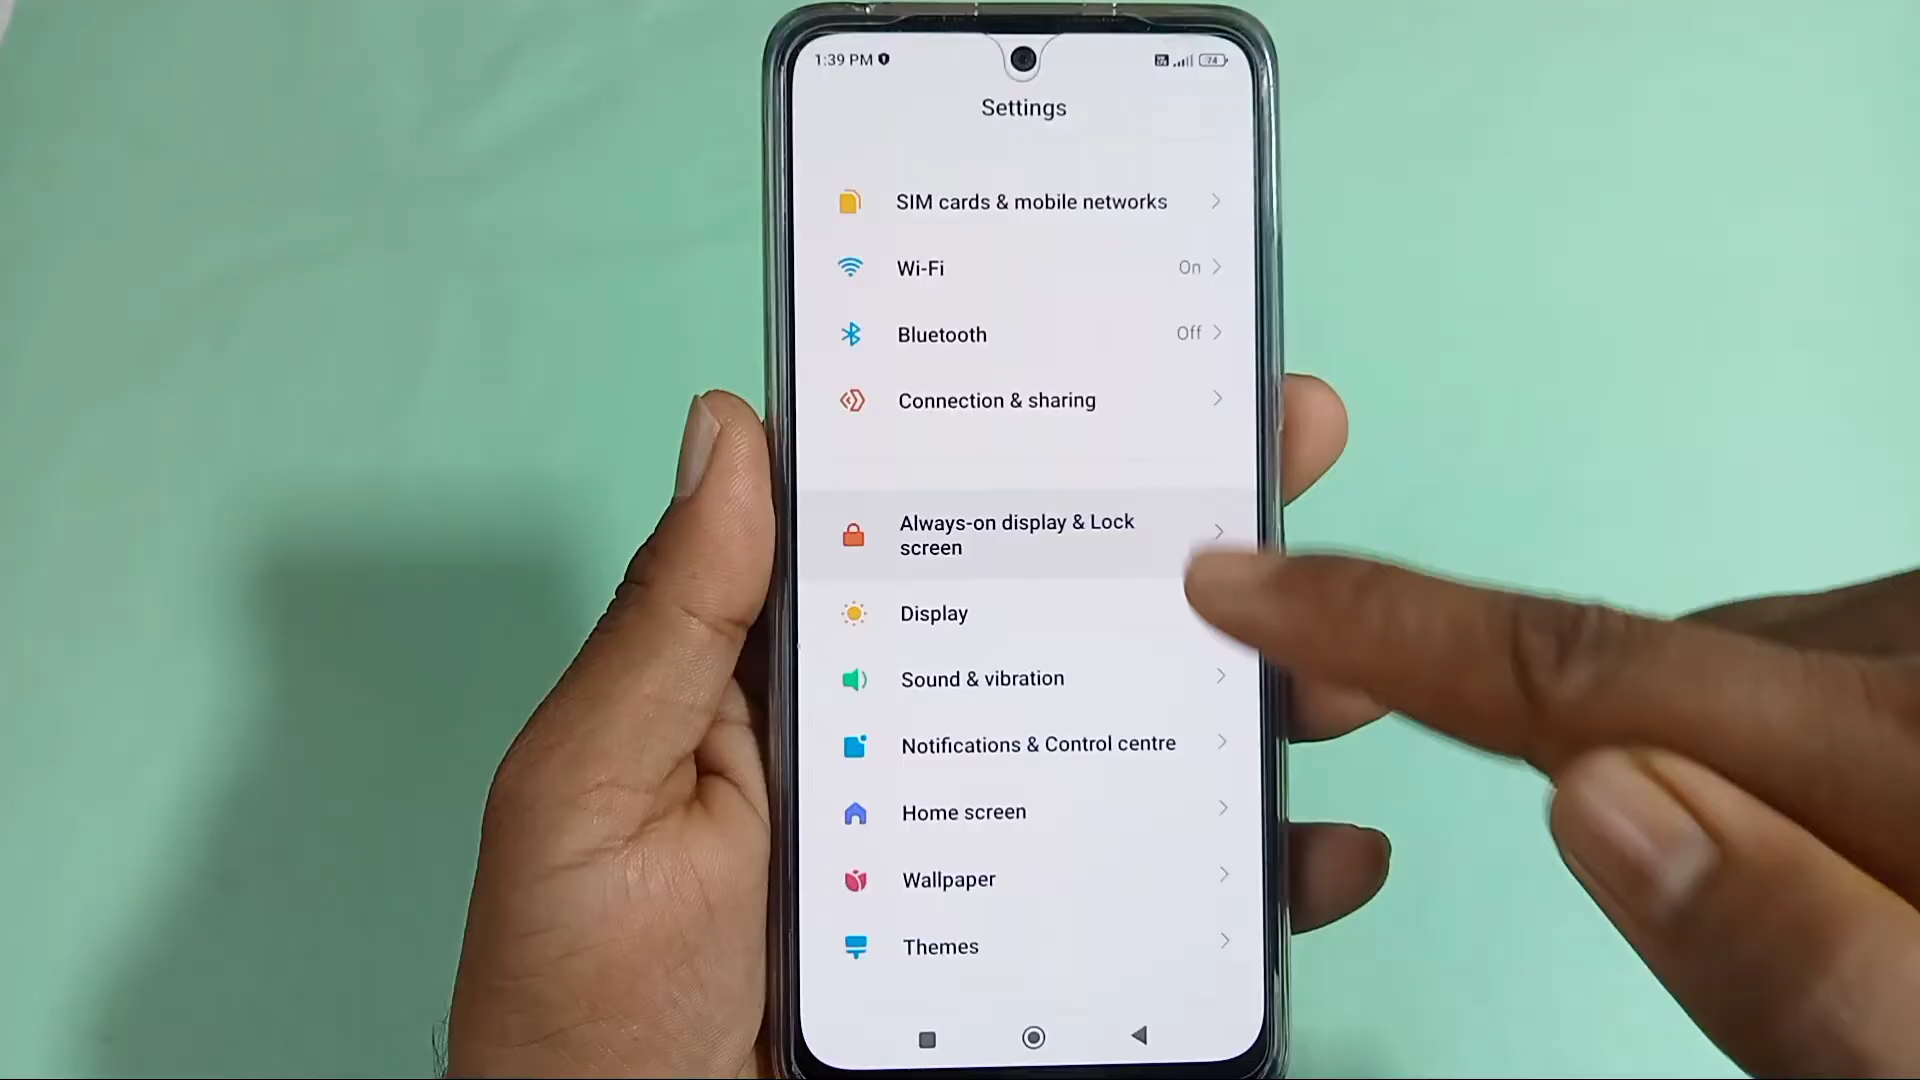 1:39 PM
74
Settings
SIM cards & mobile networks
Wi-Fi On
Bluetooth Off
Connection & sharing
Always-on display & Lock
screen
Display
Sound & vibration
Notifications & Control centre
Home screen
Wallpaper
Themes